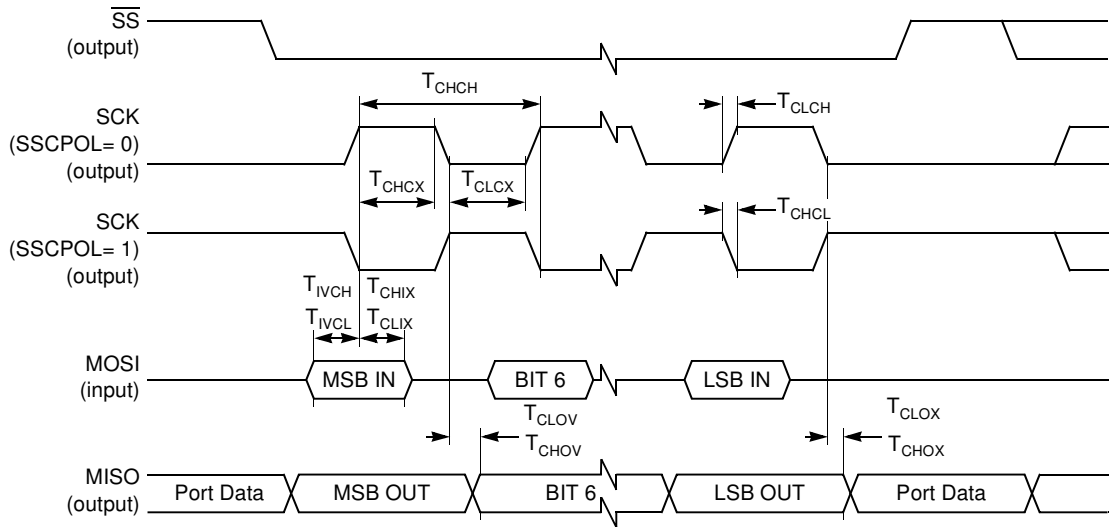 SS
(output)
T_CHCH
SCK
(SSCPOL= 0)
(output)
T_CLCH
T_CHCX
T_CLCX
SCK
(SSCPOL= 1)
(output)
T_CHCL
T_IVCH
T_CHIX
T_IVCL
T_CLIX
MOSI
(input)
MSB IN
BIT 6
LSB IN
T_CLOV
T_CHOV
T_CLOX
T_CHOX
MISO
(output)
Port Data
MSB OUT
BIT 6
LSB OUT
Port Data